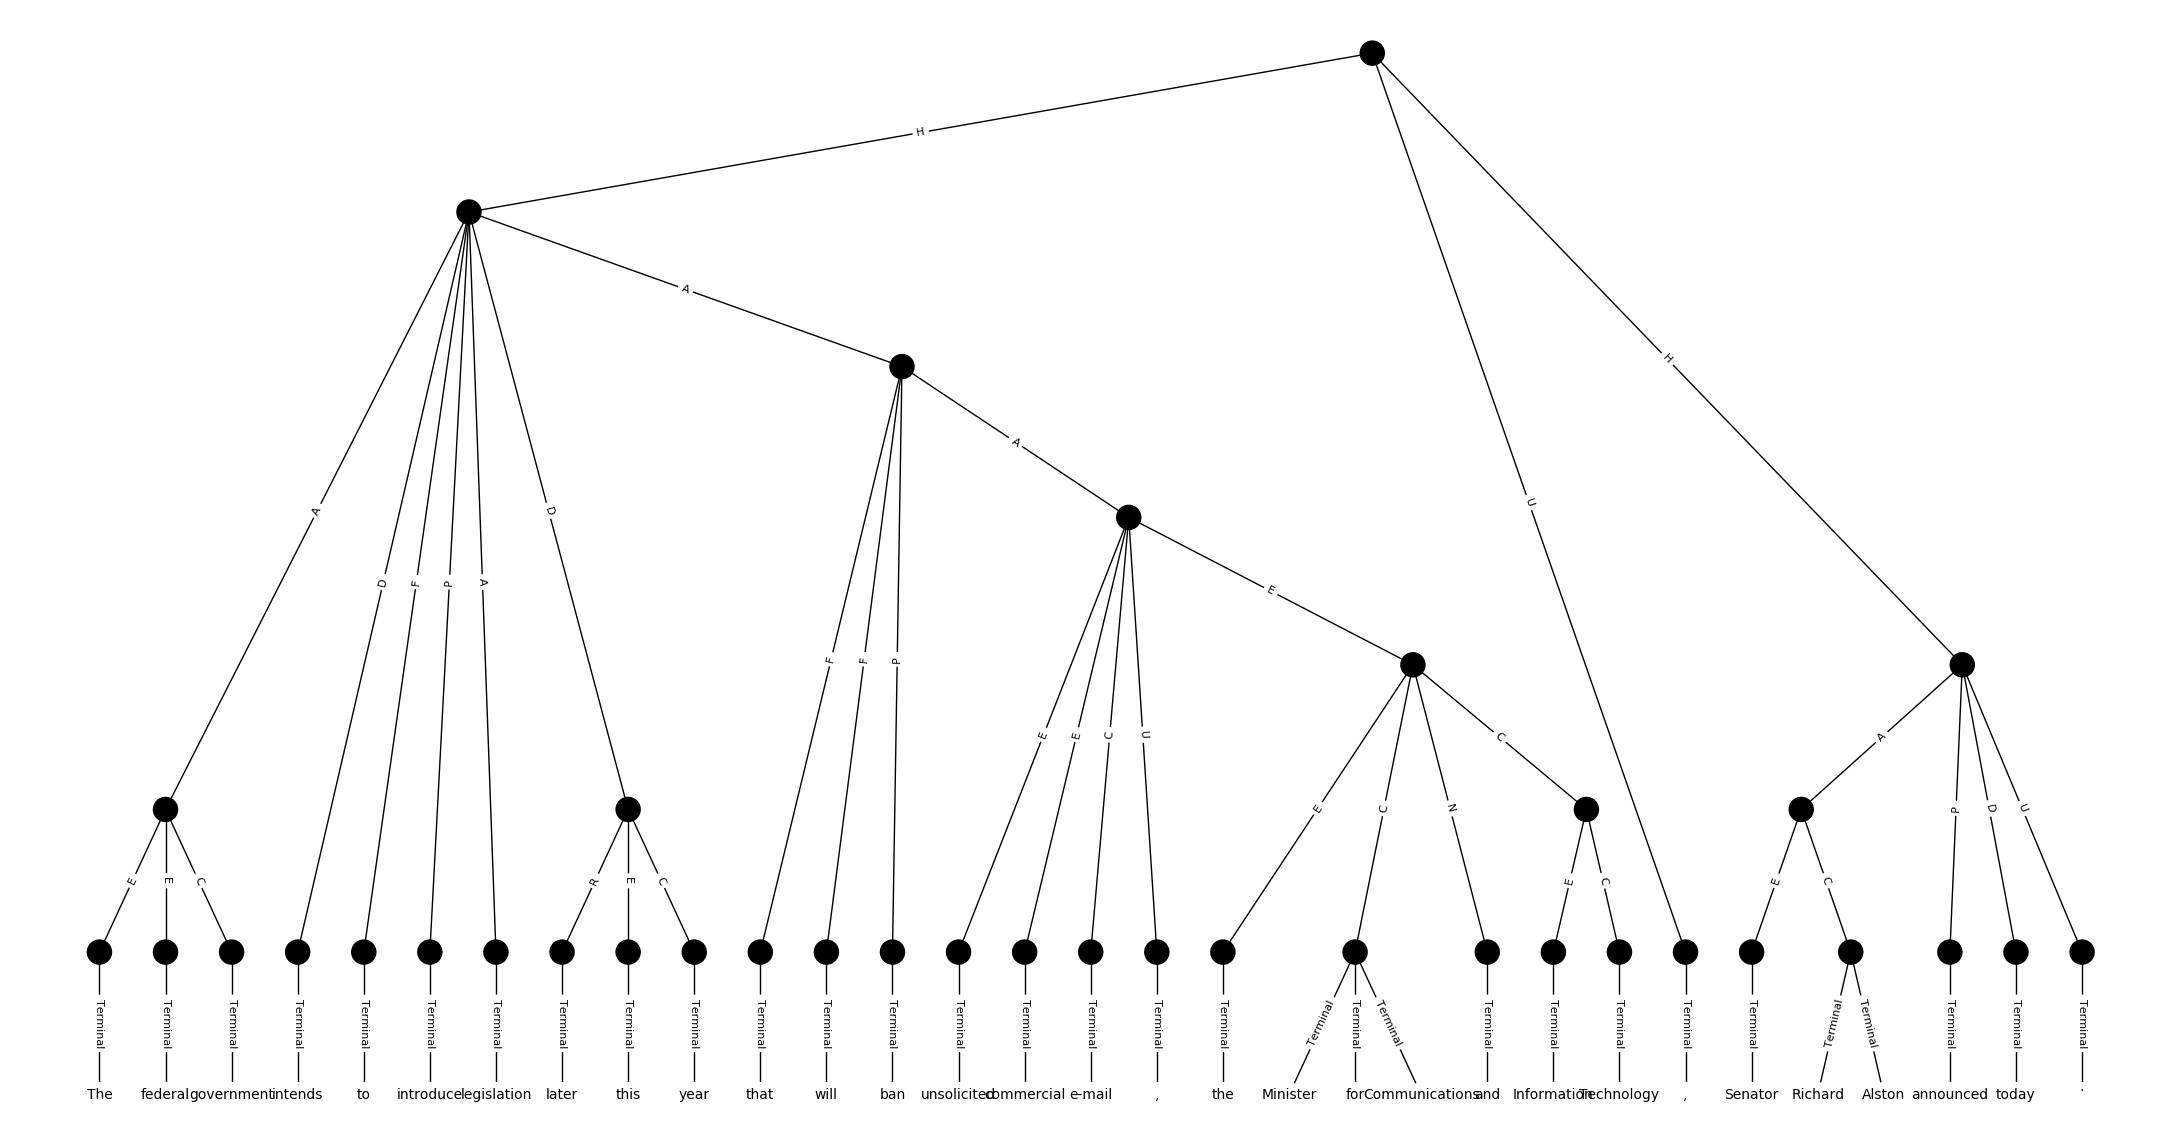 H
A
A
H
A
U
A
D
D
F
P
A
E
F
F
P
E
E
C
U
C
A
E
C
N
P
D
U
E
E
C
R
E
C
E
C
E
C
Terminal Terminal Terminal Terminal Terminal Terminal Terminal Terminal Terminal Terminal Terminal Terminal Terminal Terminal Terminal Terminal Terminal Terminal Terminal Terminal Terminal Terminal Terminal Terminal Terminal Terminal Terminal Terminal Terminal Terminal Terminal
The federal government intends to introduce legislation later this year that will ban unsolicited commercial e-mail , the Minister for Communications and Information Technology , Senator Richard Alston announced today .